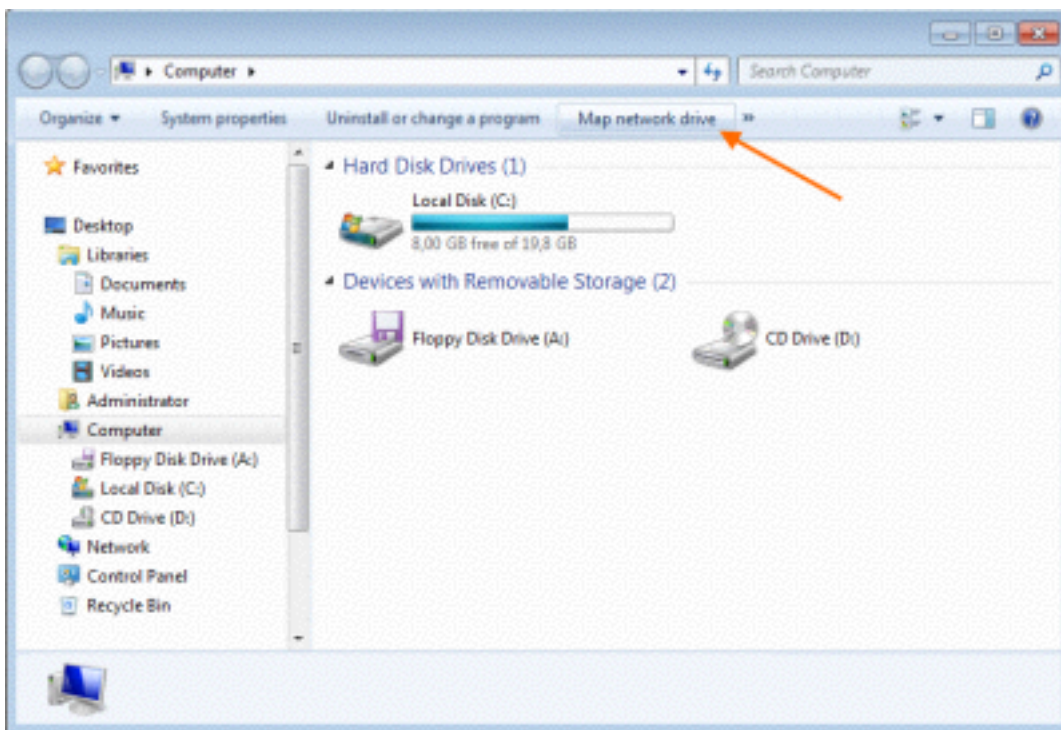 Computer
Search Computer
Organize
System properties
Uninstall or change a program
Map network drive
»
Favorites
Desktop
Libraries
Documents
Music
Pictures
Videos
Administrator
Computer
Floppy Disk Drive (A:)
Local Disk (C:)
CD Drive (D:)
Network
Control Panel
Recycle Bin
Hard Disk Drives (1)
Local Disk (C:)
8,00 GB free of 19,8 GB
Devices with Removable Storage (2)
Floppy Disk Drive (A:)
CD Drive (D:)